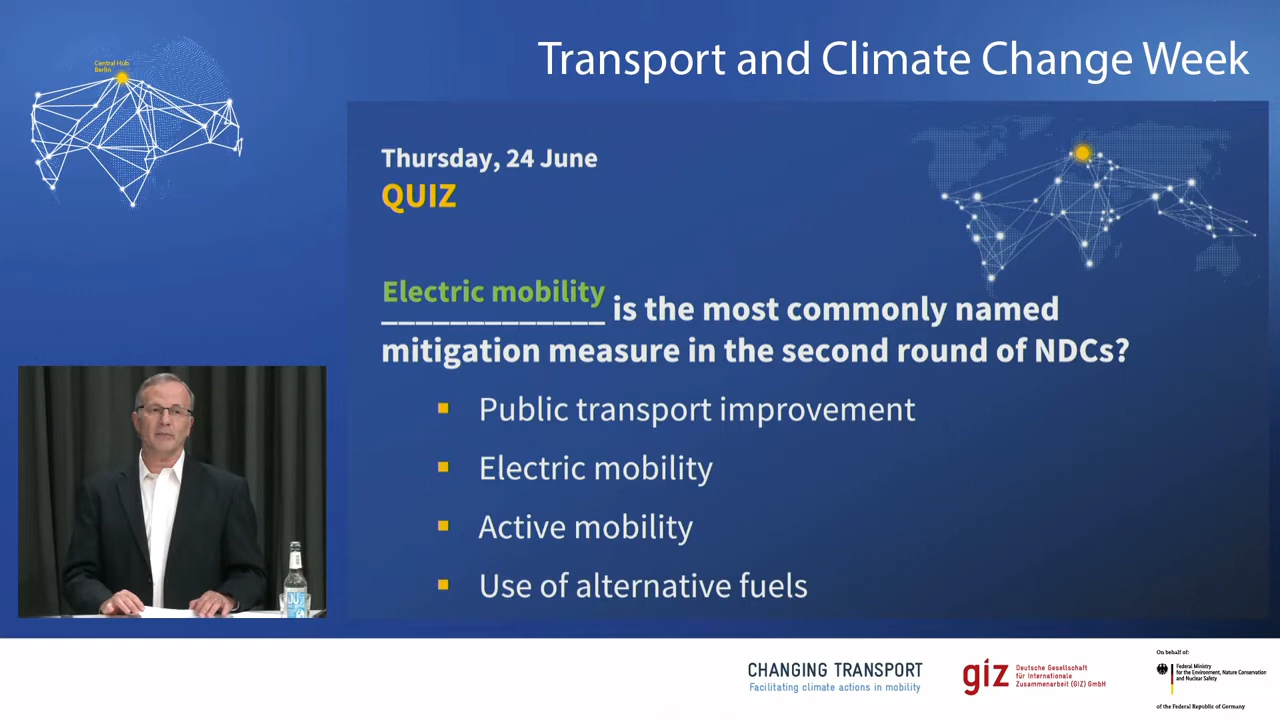 Transport and Climate Change Week
Central Hub
Berlin
Thursday, 24 June
QUIZ
Electric mobility
_____________ is the most commonly named
mitigation measure in the second round of NDCs?
Public transport improvement
Electric mobility
Active mobility
Use of alternative fuels
CHANGING TRANSPORT
Facilitating climate actions in mobility
giz
Deutsche Gesellschaft
für Internationale
Zusammenarbeit (GIZ) GmbH
On behalf of:
Federal Ministry
for the Environment, Nature Conservation
and Nuclear Safety
of the Federal Republic of Germany